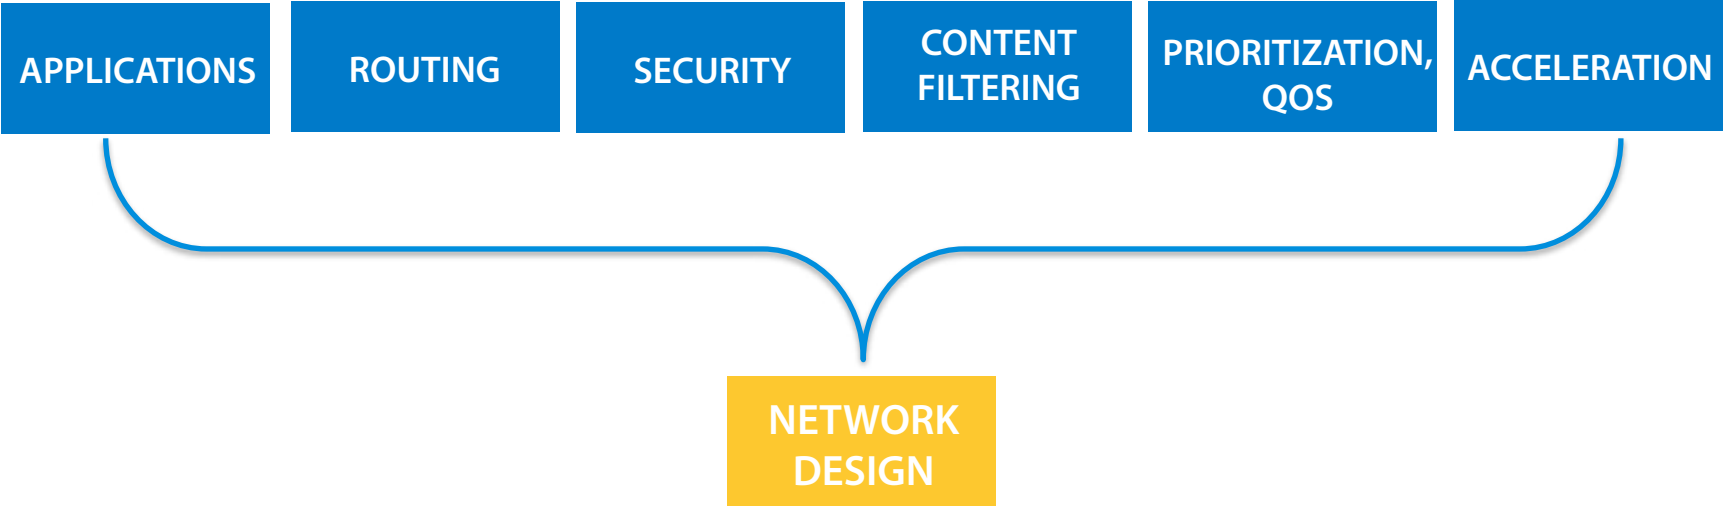 APPLICATIONS
ROUTING
SECURITY
CONTENT
FILTERING
PRIORITIZATION,
QOS
ACCELERATION
NETWORK
DESIGN